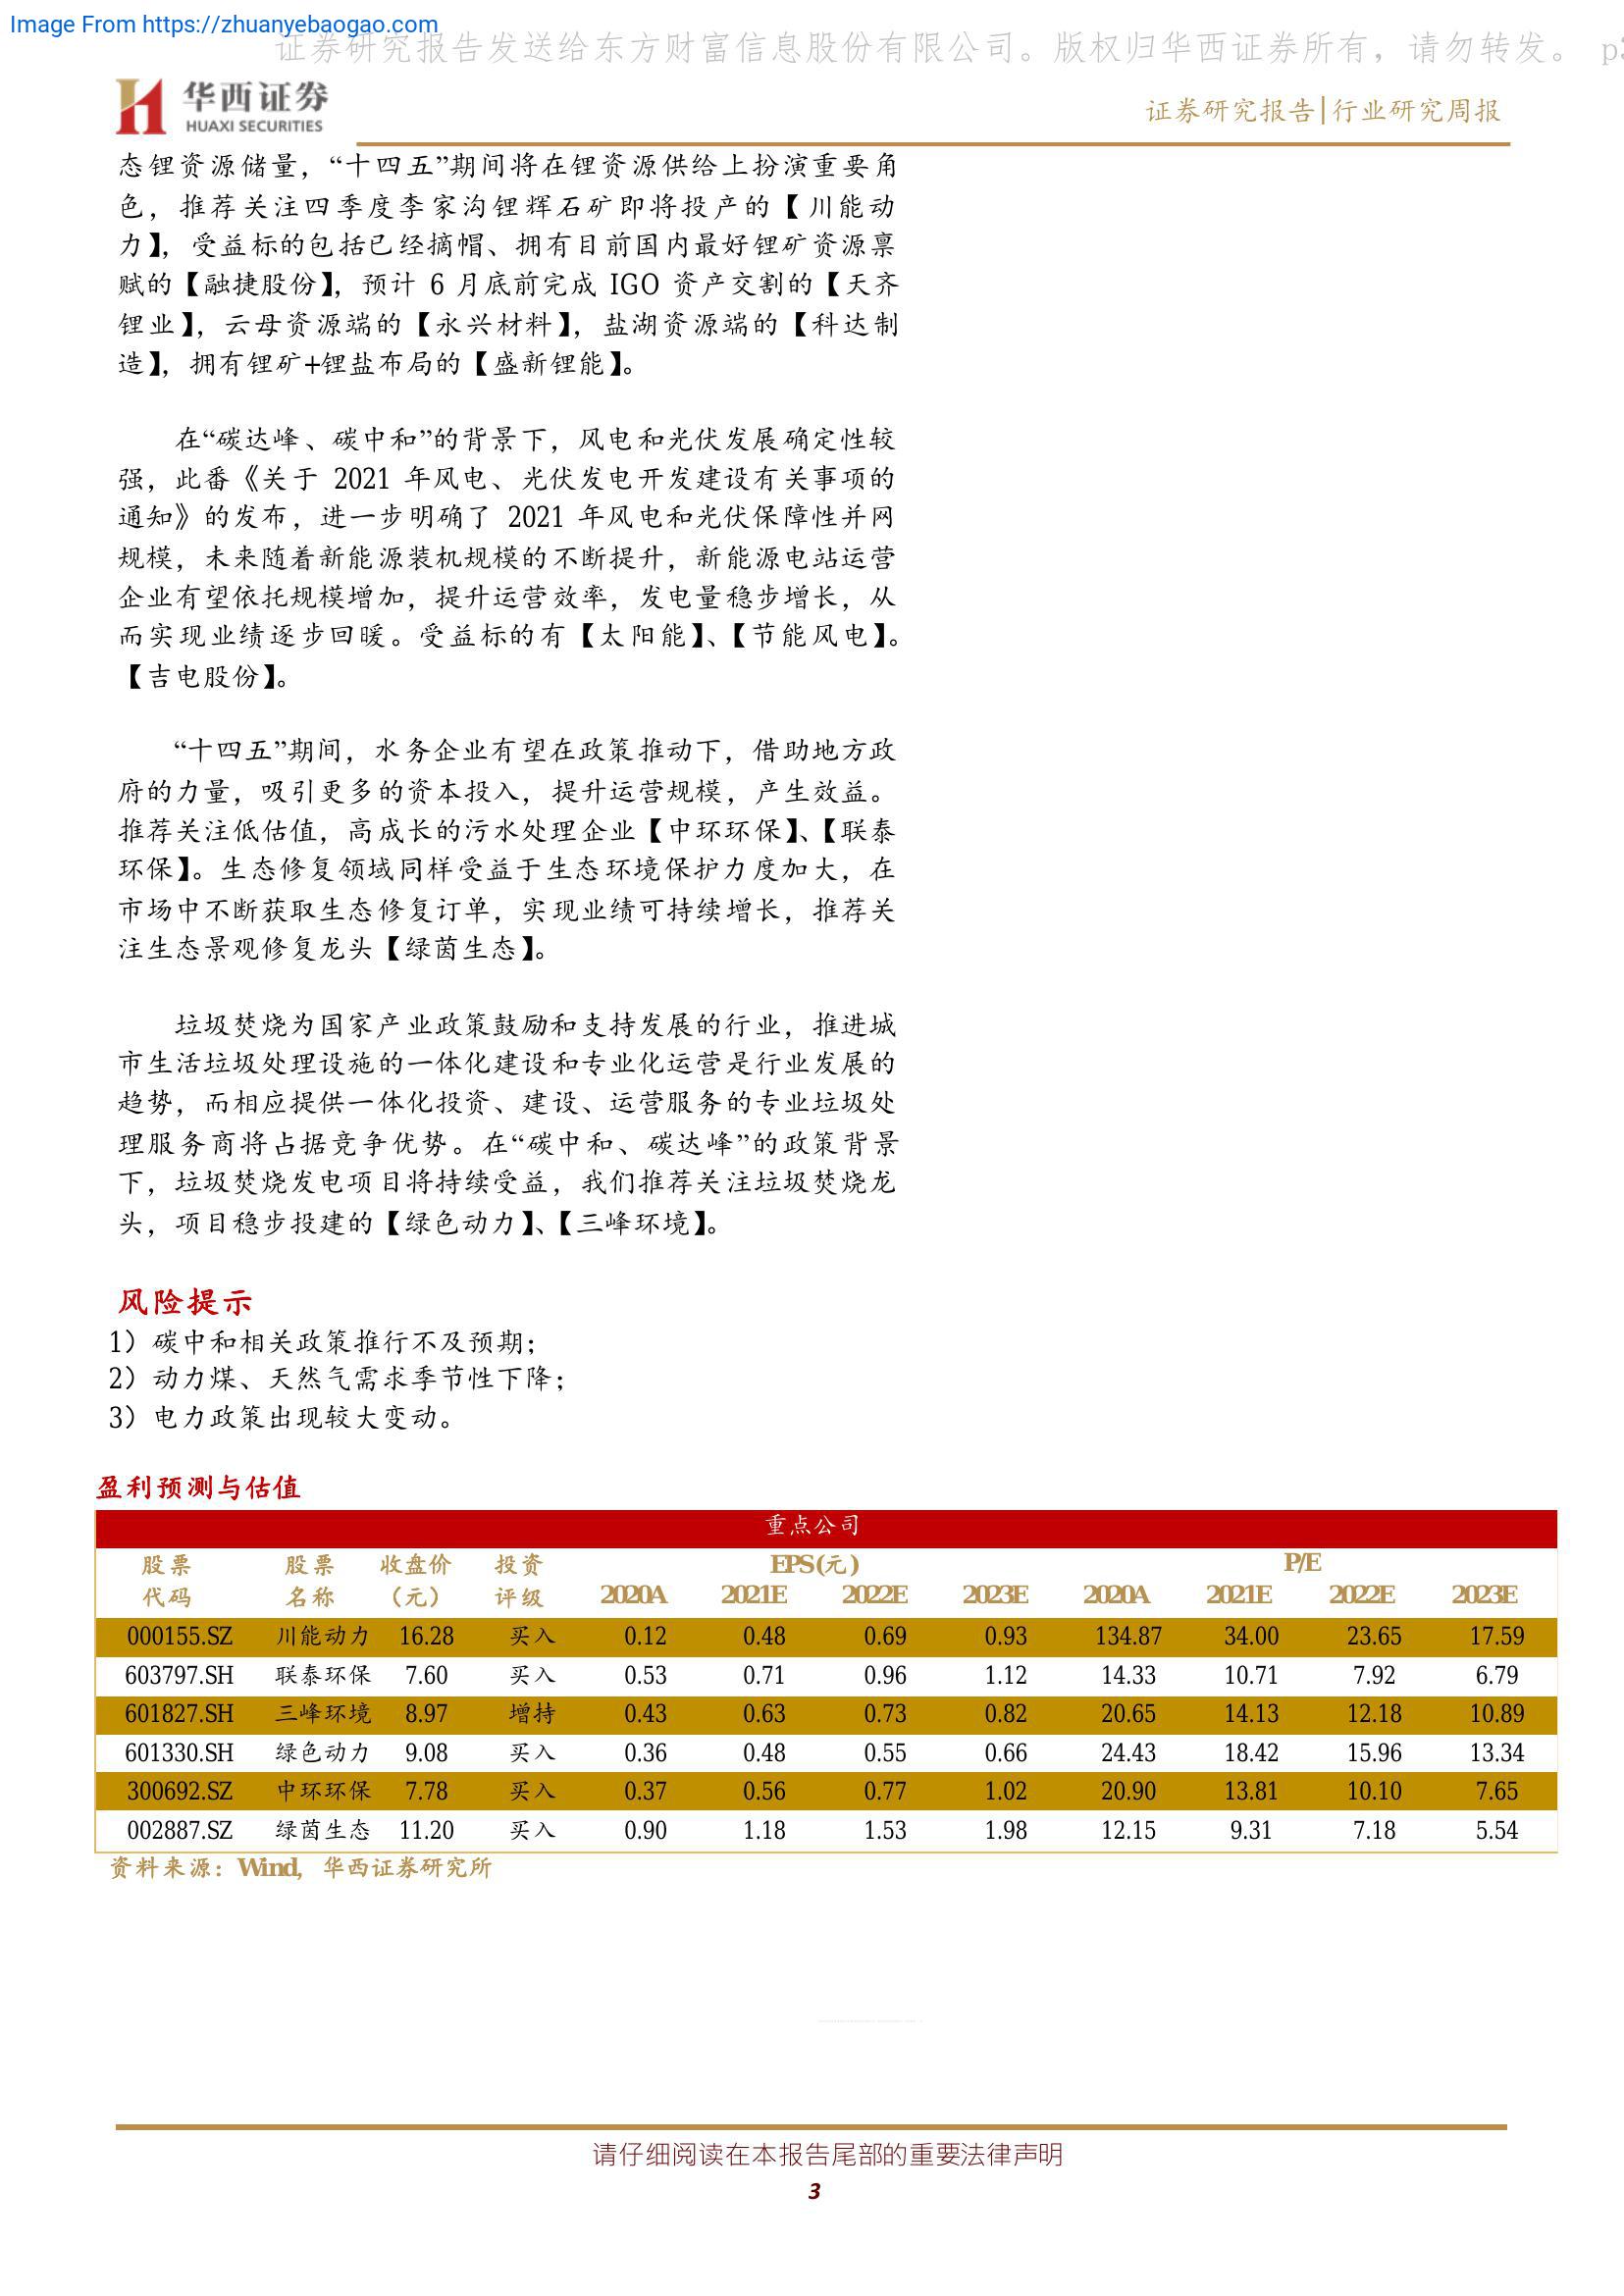 Image From https://zhuanyebaogao.com
证券研究报告发送给东方财富信息股份有限公司。版权归华西证券所有，请勿转发。 p3
华西证券
HUAXI SECURITIES
证券研究报告|行业研究周报
态锂资源储量，“十四五”期间将在锂资源供给上扮演重要角
色，推荐关注四季度李家沟锂辉石矿即将投产的【川能动
力】，受益标的包括已经摘帽、拥有目前国内最好锂矿资源禀
赋的【融捷股份】，预计 6 月底前完成 IGO 资产交割的【天齐
锂业】，云母资源端的【永兴材料】，盐湖资源端的【科达制
造】，拥有锂矿+锂盐布局的【盛新锂能】。
在“碳达峰、碳中和”的背景下，风电和光伏发展确定性较
强，此番《关于 2021 年风电、光伏发电开发建设有关事项的
通知》的发布，进一步明确了 2021 年风电和光伏保障性并网
规模，未来随着新能源装机规模的不断提升，新能源电站运营
企业有望依托规模增加，提升运营效率，发电量稳步增长，从
而实现业绩逐步回暖。受益标的有【太阳能】、【节能风电】。
【吉电股份】。
“十四五”期间，水务企业有望在政策推动下，借助地方政
府的力量，吸引更多的资本投入，提升运营规模，产生效益。
推荐关注低估值，高成长的污水处理企业【中环环保】、【联泰
环保】。生态修复领域同样受益于生态环境保护力度加大，在
市场中不断获取生态修复订单，实现业绩可持续增长，推荐关
注生态景观修复龙头【绿茵生态】。
垃圾焚烧为国家产业政策鼓励和支持发展的行业，推进城
市生活垃圾处理设施的一体化建设和专业化运营是行业发展的
趋势，而相应提供一体化投资、建设、运营服务的专业垃圾处
理服务商将占据竞争优势。在“碳中和、碳达峰”的政策背景
下，垃圾焚烧发电项目将持续受益，我们推荐关注垃圾焚烧龙
头，项目稳步投建的【绿色动力】、【三峰环境】。
风险提示
1）碳中和相关政策推行不及预期；
2）动力煤、天然气需求季节性下降；
3）电力政策出现较大变动。
盈利预测与估值
重点公司
股票 股票 收盘价 投资 EPS(元) P/E
代码 名称 （元） 评级 2020A 2021E 2022E 2023E 2020A 2021E 2022E 2023E
000155.SZ 川能动力 16.28 买入 0.12 0.48 0.69 0.93 134.87 34.00 23.65 17.59
603797.SH 联泰环保 7.60 买入 0.53 0.71 0.96 1.12 14.33 10.71 7.92 6.79
601827.SH 三峰环境 8.97 增持 0.43 0.63 0.73 0.82 20.65 14.13 12.18 10.89
601330.SH 绿色动力 9.08 买入 0.36 0.48 0.55 0.66 24.43 18.42 15.96 13.34
300692.SZ 中环环保 7.78 买入 0.37 0.56 0.77 1.02 20.90 13.81 10.10 7.65
002887.SZ 绿茵生态 11.20 买入 0.90 1.18 1.53 1.98 12.15 9.31 7.18 5.54
资料来源：Wind，华西证券研究所
请仔细阅读在本报告尾部的重要法律声明
3